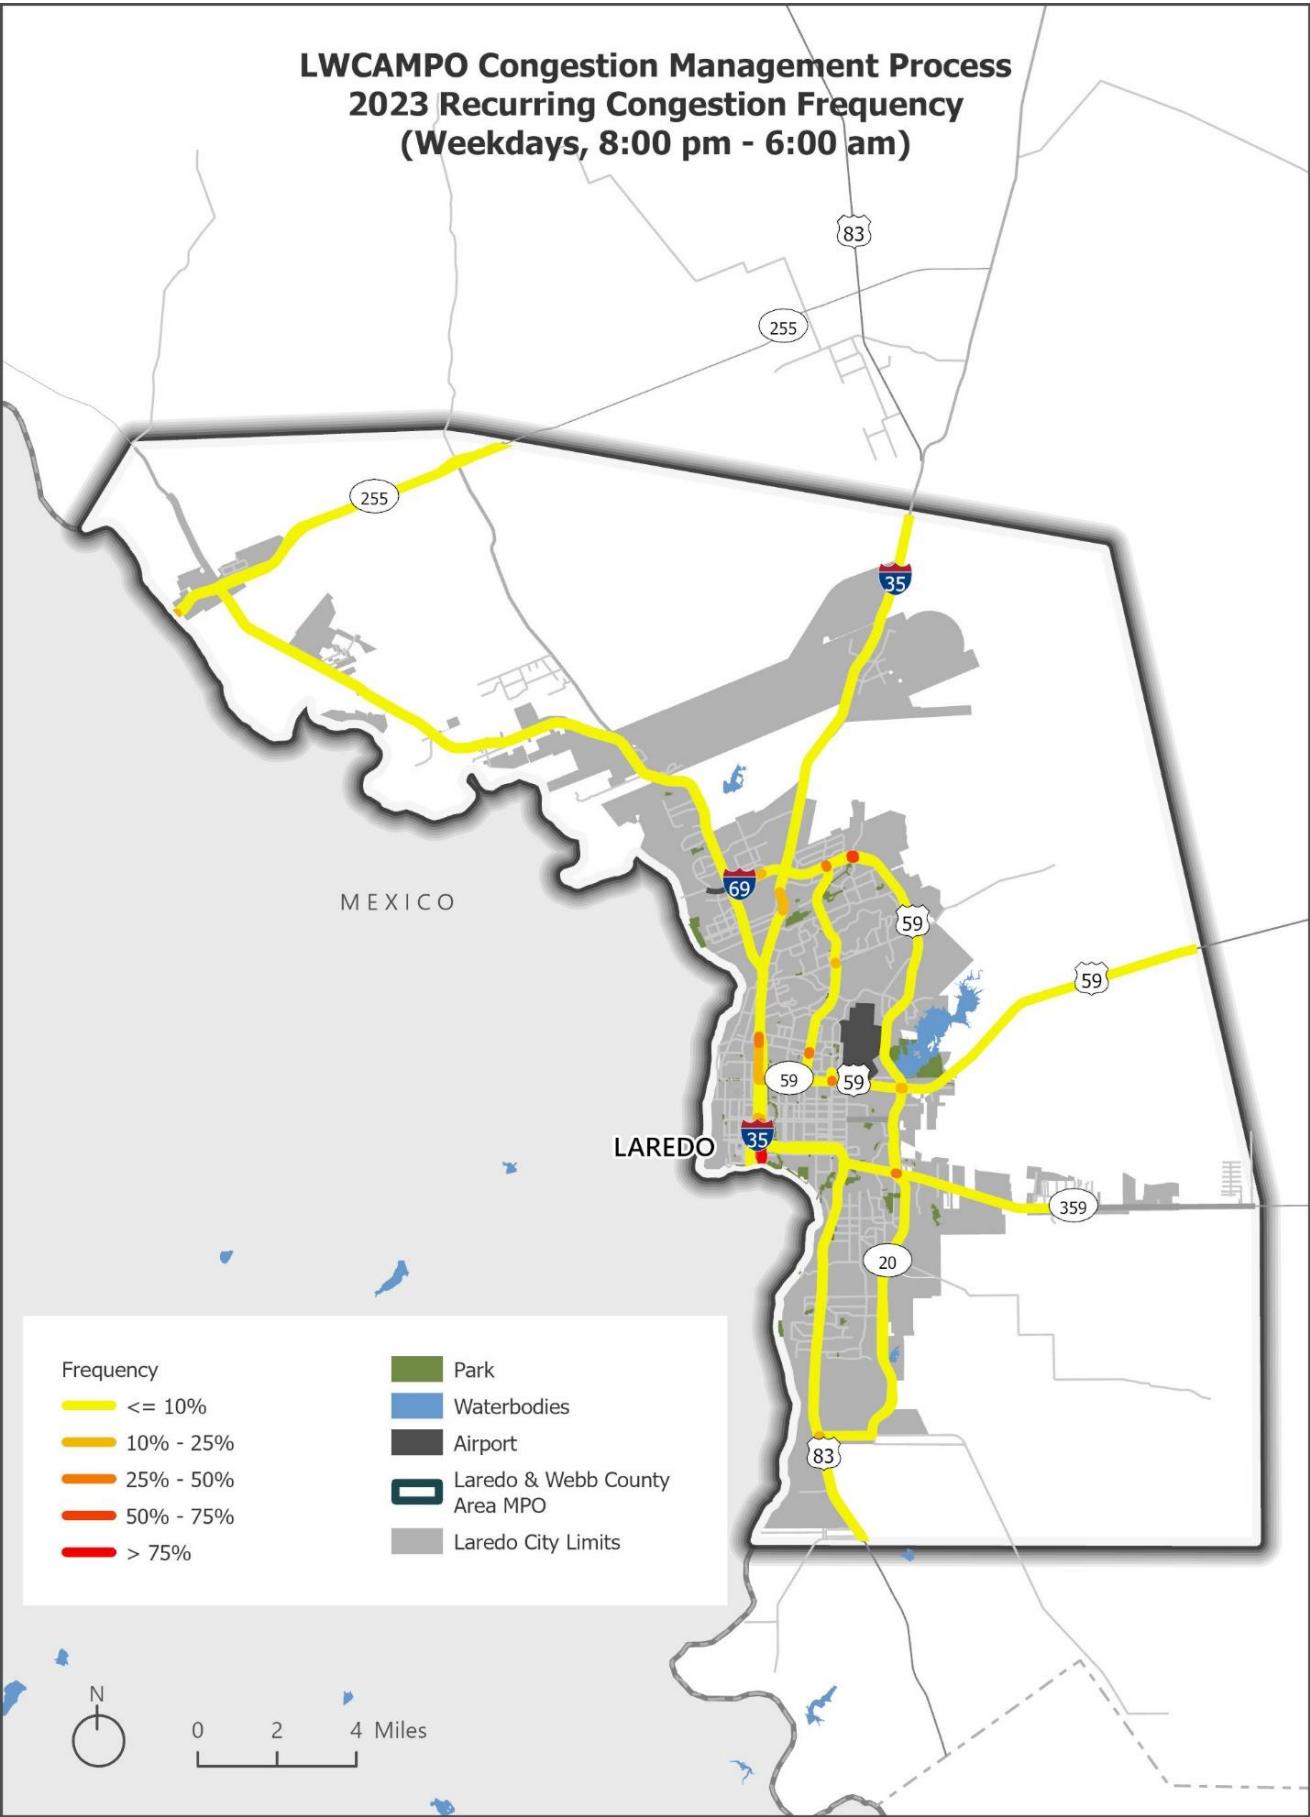 LWCAMPO Congestion Management Process
2023 Recurring Congestion Frequency
(Weekdays, 8:00 pm - 6:00 am)
83
255
255
35
69
59
59
MEXICO
59
59
LAREDO
35
359
20
83
Frequency
<= 10%
10% - 25%
25% - 50%
50% - 75%
> 75%
Park
Waterbodies
Airport
Laredo & Webb County
Area MPO
Laredo City Limits
N
0 2 4 Miles